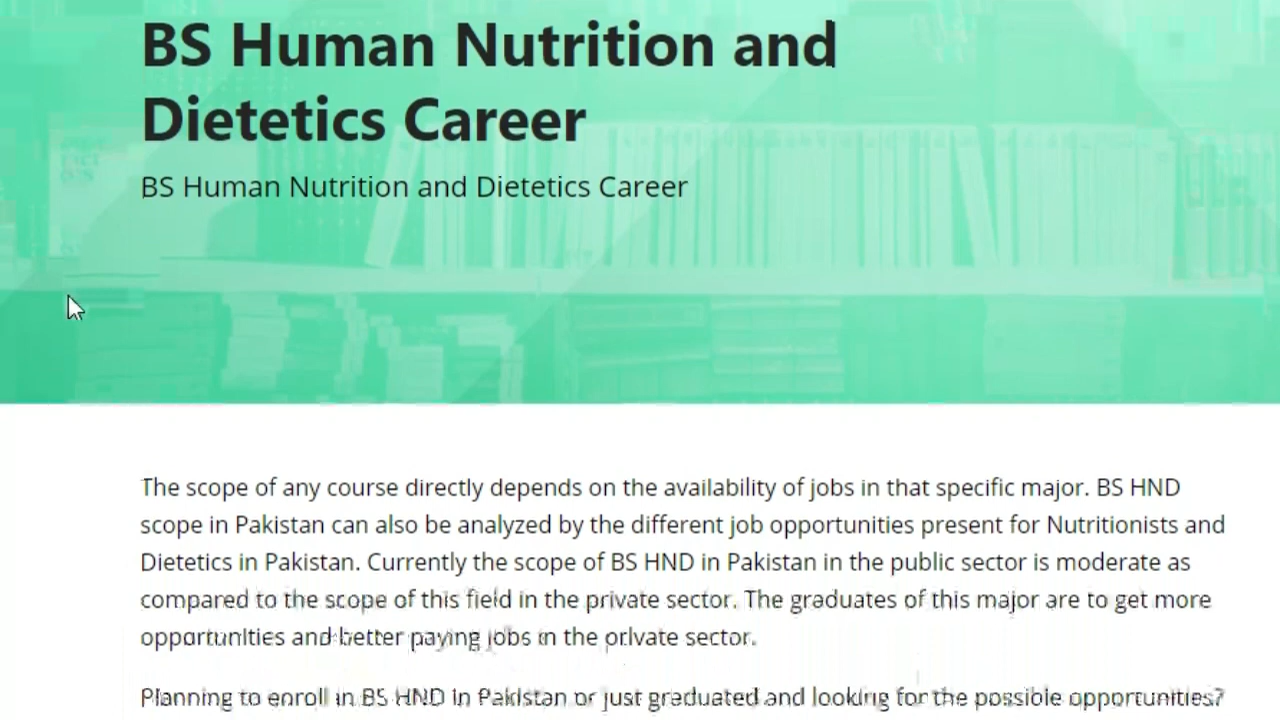 BS Human Nutrition and
Dietetics Career
BS Human Nutrition and Dietetics Career
The scope of any course directly depends on the availability of jobs in that specific major. BS HND
scope in Pakistan can also be analyzed by the different job opportunities present for Nutritionists and
Dietetics in Pakistan. Currently the scope of BS HND in Pakistan in the public sector is moderate as
compared to the scope of this field in the private sector. The graduates of this major are to get more
opportunities and better paying jobs in the private sector.
Planning to enroll in BS HND in Pakistan or just graduated and looking for the possible opportunities?